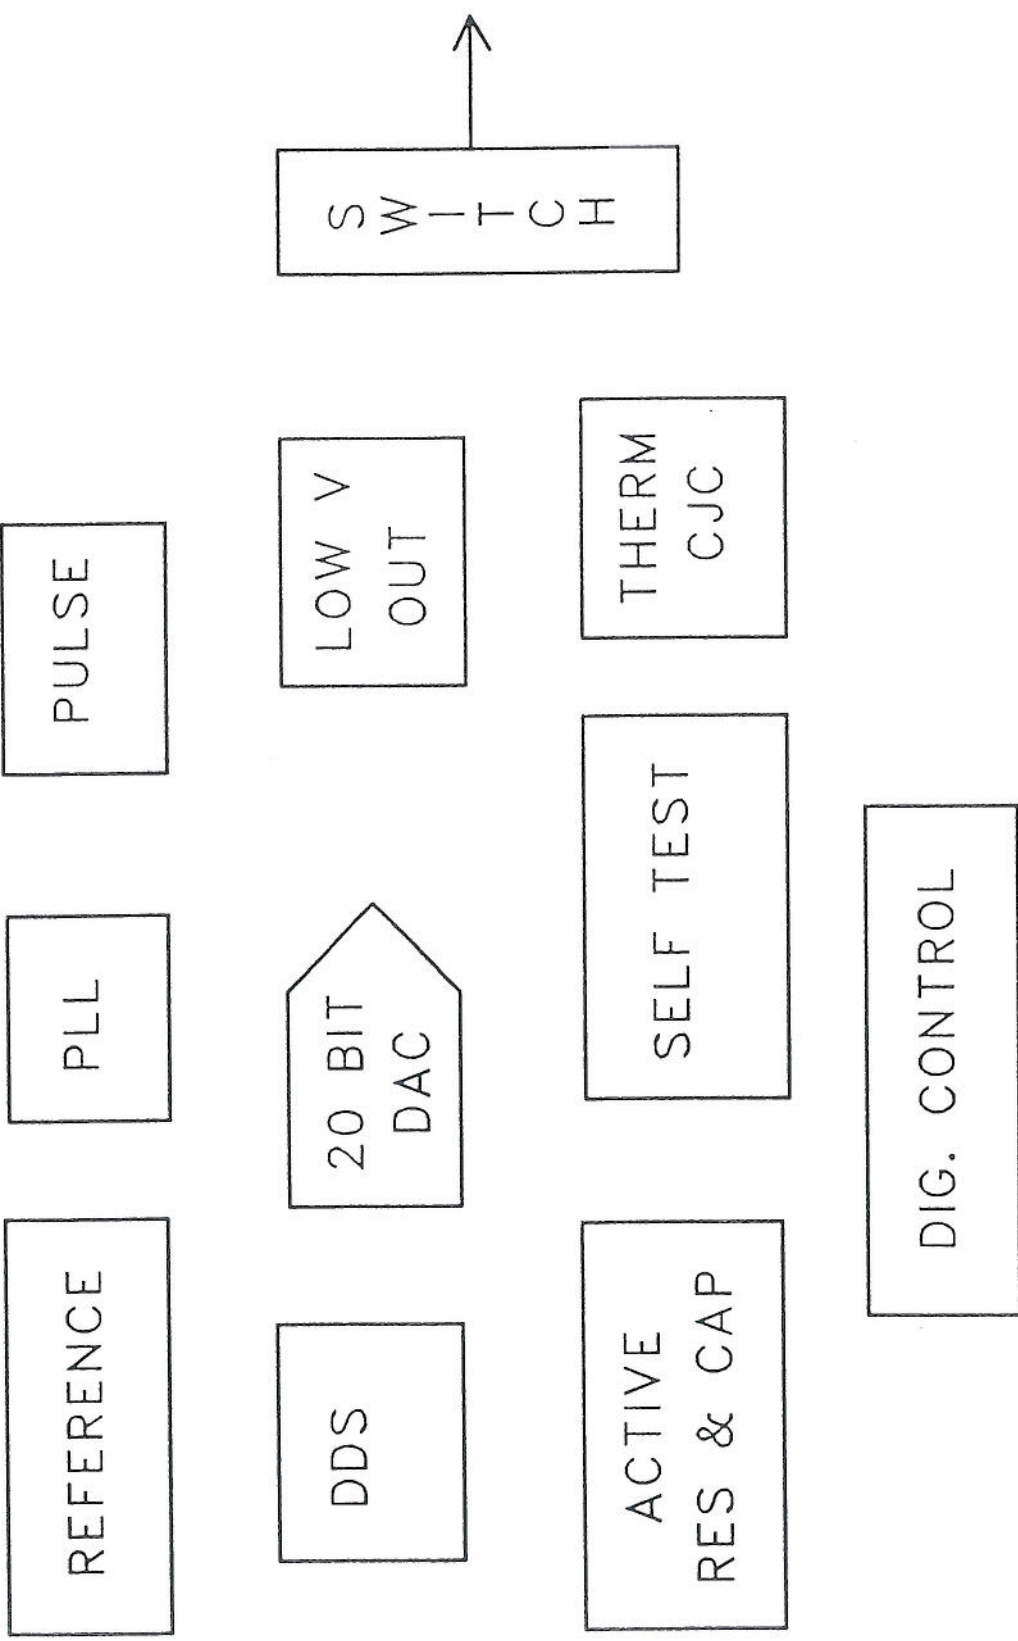 REFERENCE
PLL
PULSE
DDS
20 BIT
DAC
LOW V
OUT
SWITCH
ACTIVE
RES & CAP
SELF TEST
THERM
CJC
DIG. CONTROL